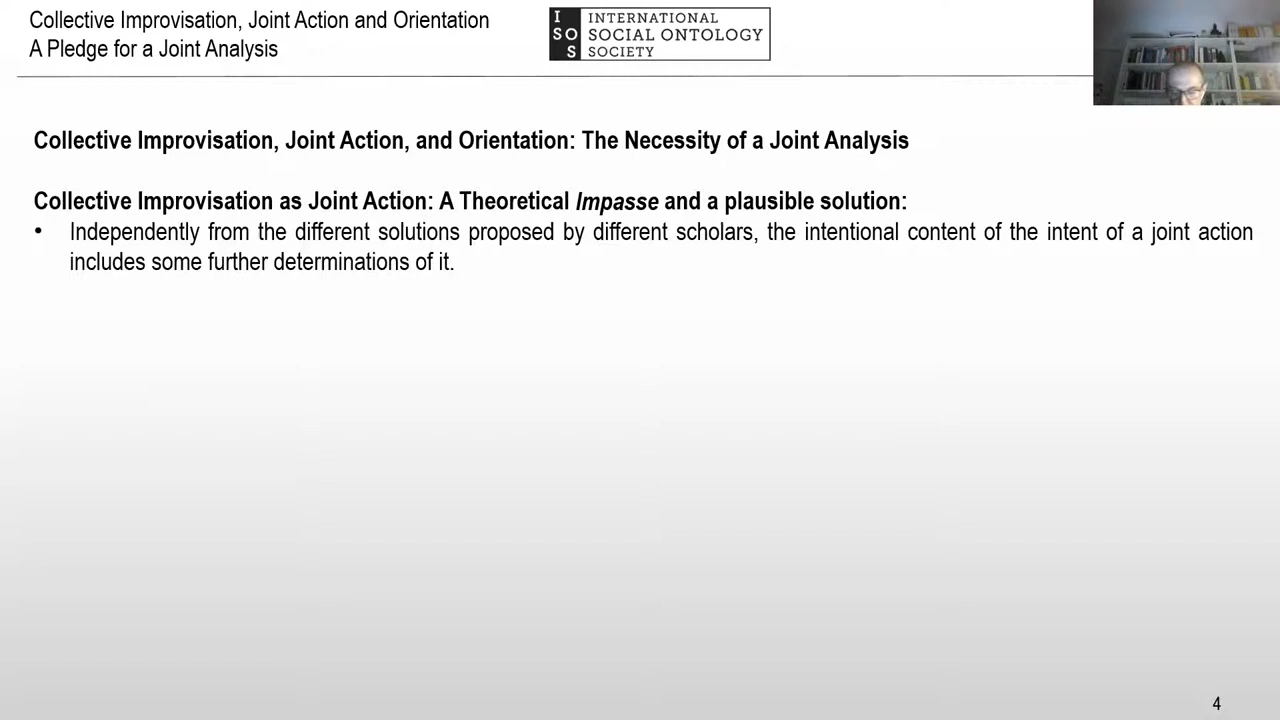 Collective Improvisation, Joint Action and Orientation
A Pledge for a Joint Analysis
I
SO
S
INTERNATIONAL
SOCIAL ONTOLOGY
SOCIETY
Collective Improvisation, Joint Action, and Orientation: The Necessity of a Joint Analysis
Collective Improvisation as Joint Action: A Theoretical Impasse and a plausible solution:
• Independently from the different solutions proposed by different scholars, the intentional content of the intent of a joint action
includes some further determinations of it.
4